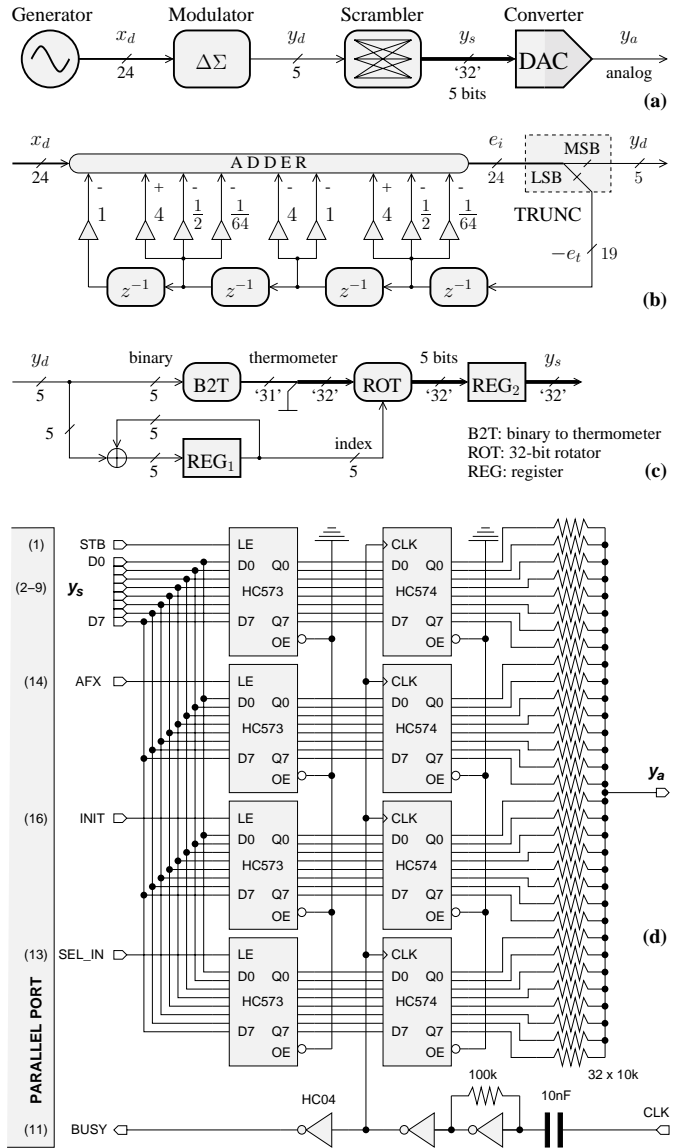 Generator Modulator Scrambler Converter
x_d y_d y_s y_a
ΔΣ DAC
24 5 '32' analog
5 bits
(a)
x_d ADDER e_i MSB y_d
24 24 LSB 5
- + - - - - + - -
1 4 1/2 1/64 4 1 4 1/2 1/64
TRUNC
−e_t 19
z⁻¹ z⁻¹ z⁻¹ z⁻¹
(b)
y_d binary thermometer 5 bits y_s
B2T ROT REG₂
5 5 '31' '32' '32' '32'
5 5
5 REG₁ index 5
B2T: binary to thermometer
ROT: 32-bit rotator
REG: register
(c)
(1) STB LE CLK
D0 D0 Q0 D0 Q0
(2–9) y_s HC573 HC574
D7 D7 Q7 D7 Q7
OE OE
(14) AFX LE CLK
D0 Q0 D0 Q0
HC573 HC574
D7 Q7 D7 Q7
OE OE
y_a
(16) INIT LE CLK
D0 Q0 D0 Q0
HC573 HC574
D7 Q7 D7 Q7
OE OE
(d)
(13) SEL_IN LE CLK
D0 Q0 D0 Q0
HC573 HC574
D7 Q7 D7 Q7
OE OE
PARALLEL PORT
32 x 10k
HC04 100k 10nF CLK
(11) BUSY